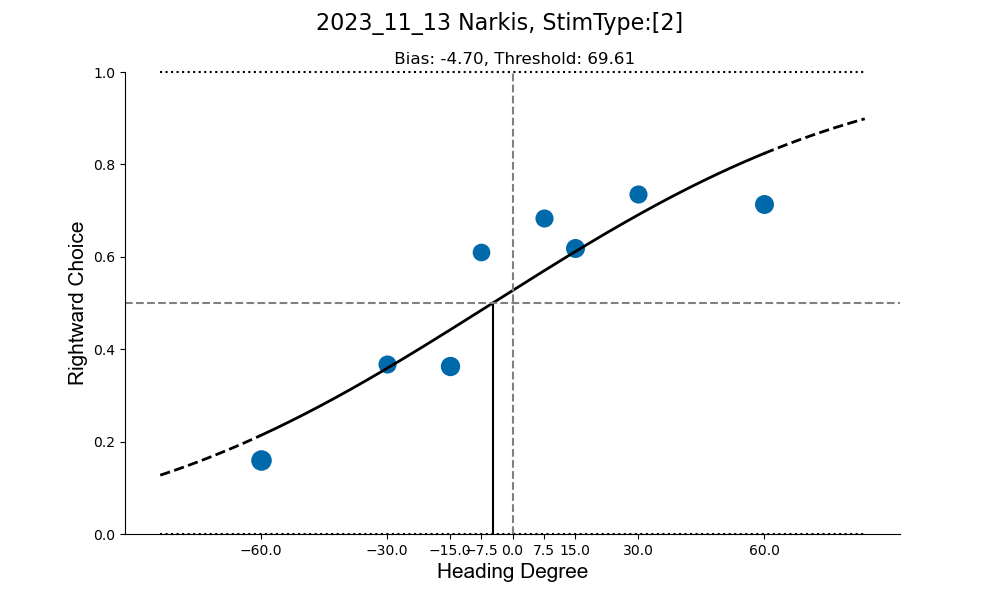 2023_11_13 Narkis, StimType:[2]
Bias: -4.70, Threshold: 69.61
1.0
0.8
0.6
0.4
0.2
0.0
Rightward Choice
−60.0 −30.0 −15.0 −7.5 0.0 7.5 15.0 30.0 60.0
Heading Degree